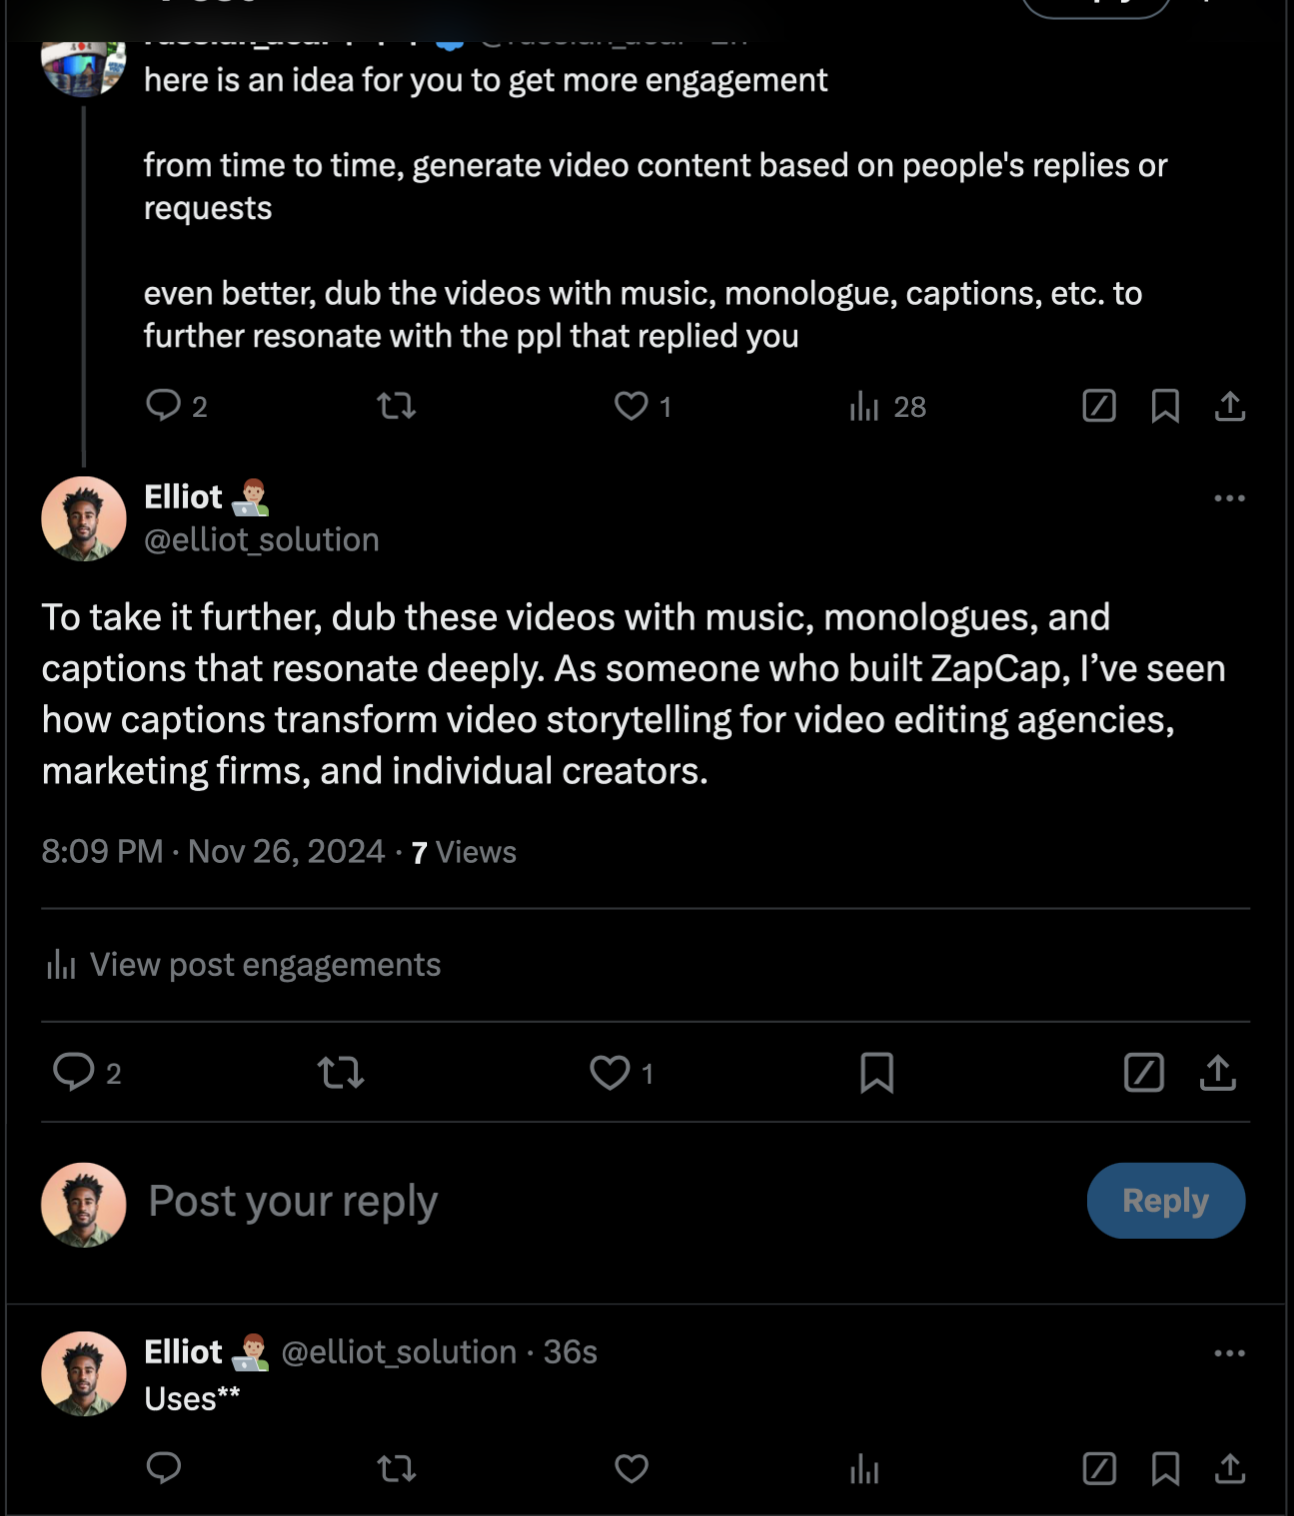 here is an idea for you to get more engagement
from time to time, generate video content based on people's replies or
requests
even better, dub the videos with music, monologue, captions, etc. to
further resonate with the ppl that replied you
2 1 28
Elliot
@elliot_solution
To take it further, dub these videos with music, monologues, and
captions that resonate deeply. As someone who built ZapCap, I’ve seen
how captions transform video storytelling for video editing agencies,
marketing firms, and individual creators.
8:09 PM · Nov 26, 2024 · 7 Views
View post engagements
2 1
Post your reply Reply
Elliot @elliot_solution · 36s
Uses**